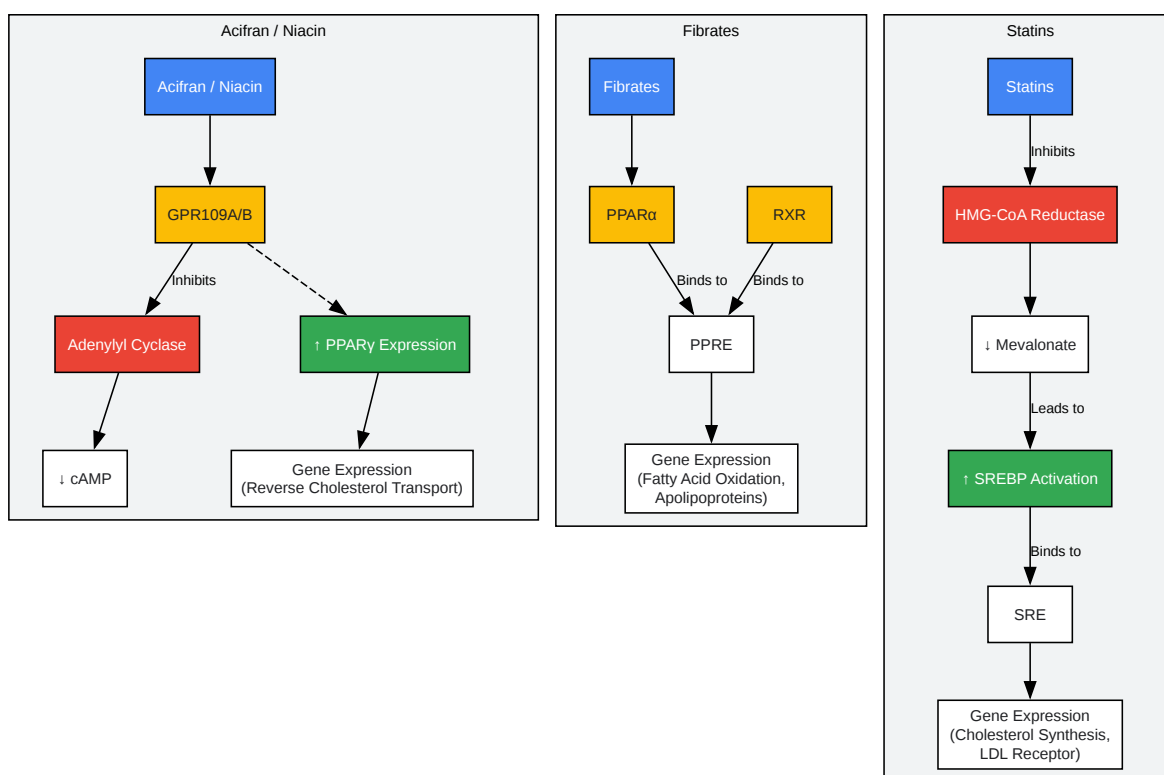 Acifran / Niacin
Acifran / Niacin
GPR109A/B
Inhibits
Adenylyl Cyclase
↑ PPARγ Expression
↓ cAMP
Gene Expression
(Reverse Cholesterol Transport)
Fibrates
Fibrates
PPARα
RXR
Binds to
Binds to
PPRE
Gene Expression
(Fatty Acid Oxidation,
Apolipoproteins)
Statins
Statins
Inhibits
HMG-CoA Reductase
↓ Mevalonate
Leads to
↑ SREBP Activation
Binds to
SRE
Gene Expression
(Cholesterol Synthesis,
LDL Receptor)